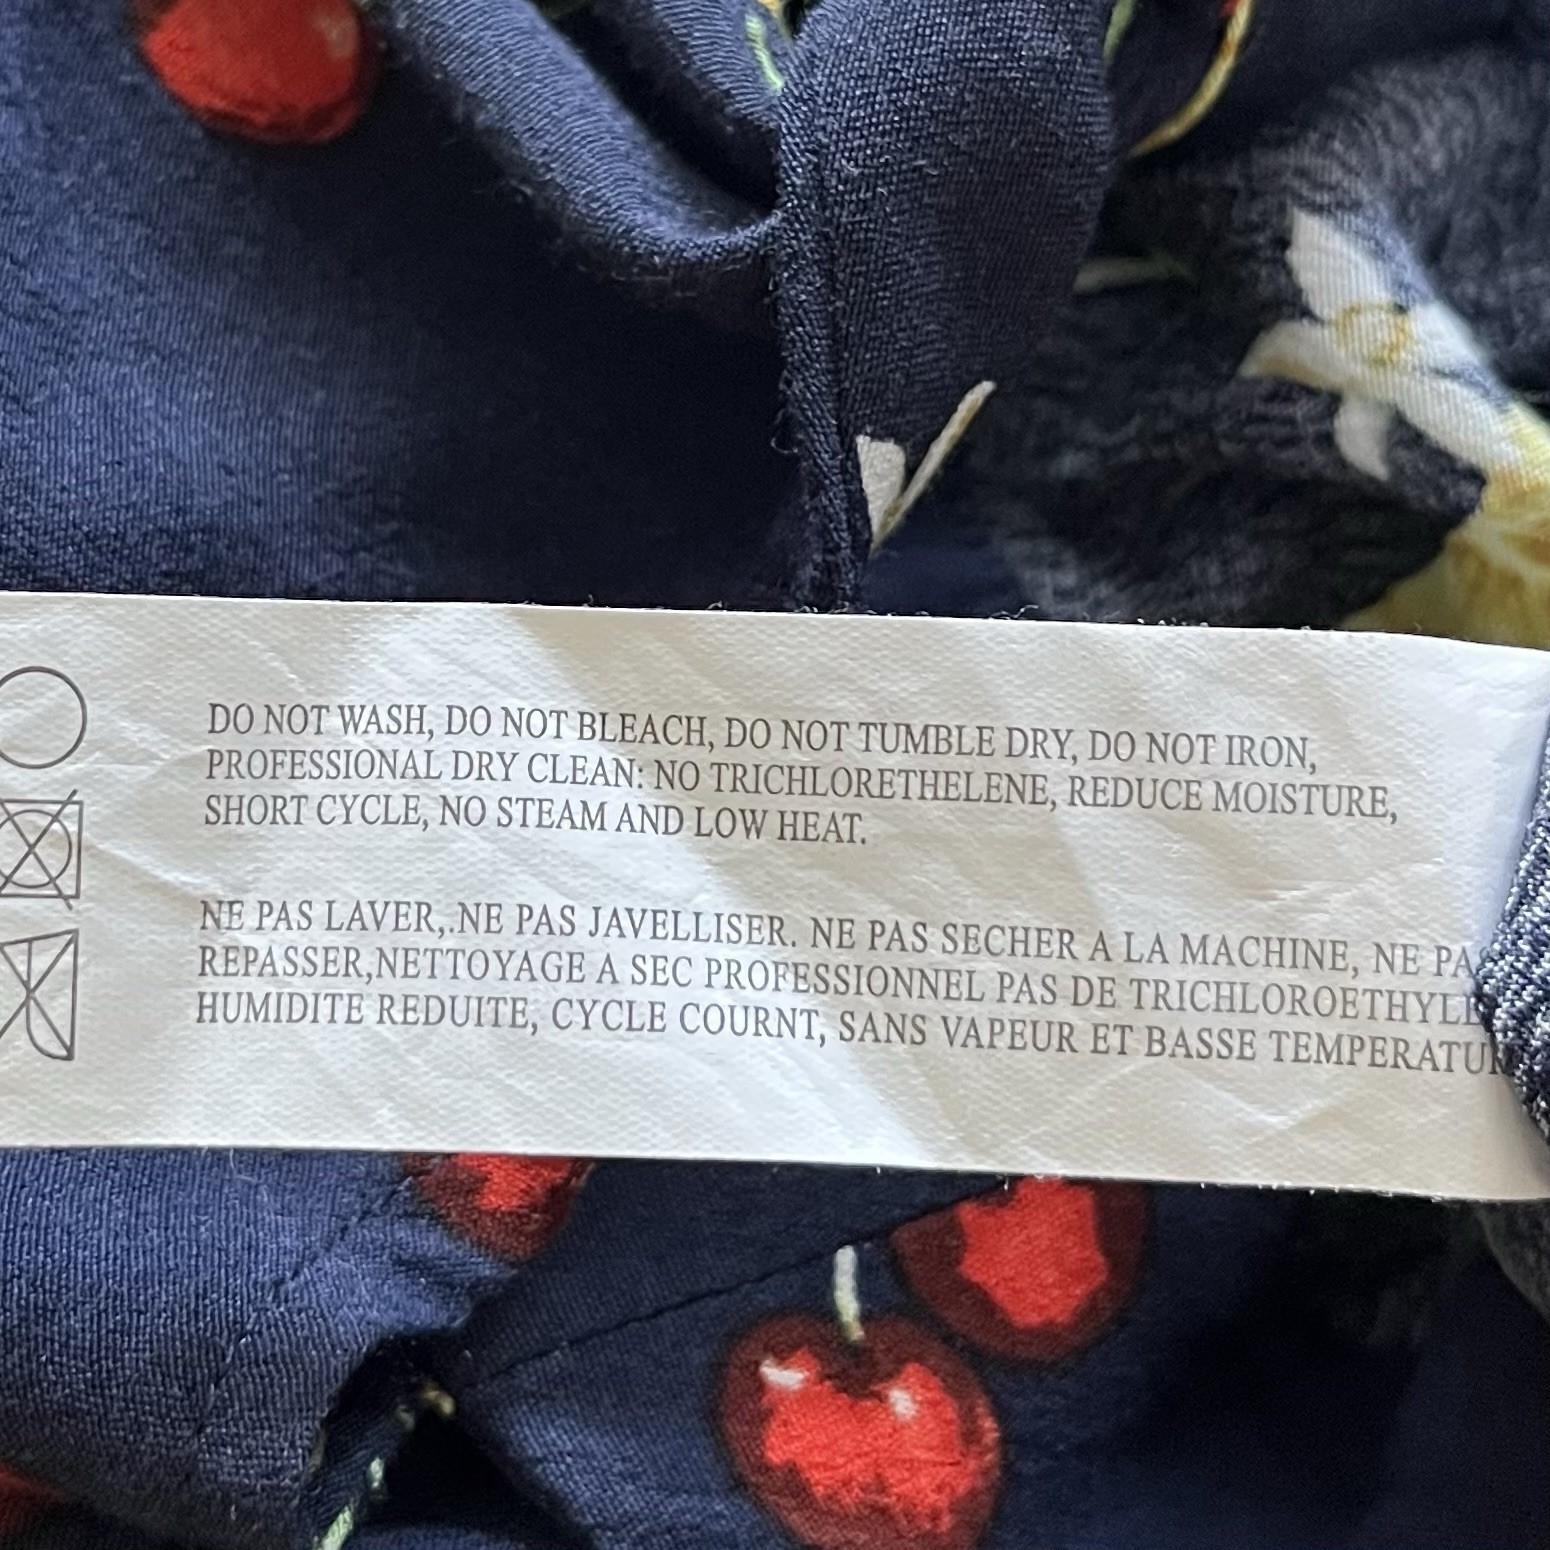 DO NOT WASH, DO NOT BLEACH, DO NOT TUMBLE DRY, DO NOT IRON,
PROFESSIONAL DRY CLEAN: NO TRICHLORETHELENE, REDUCE MOISTURE,
SHORT CYCLE, NO STEAM AND LOW HEAT.
NE PAS LAVER,.NE PAS JAVELLISER. NE PAS SECHER A LA MACHINE, NE PA
REPASSER,NETTOYAGE A SEC PROFESSIONNEL PAS DE TRICHLOROETHYLE
HUMIDITE REDUITE, CYCLE COURNT, SANS VAPEUR ET BASSE TEMPERATU